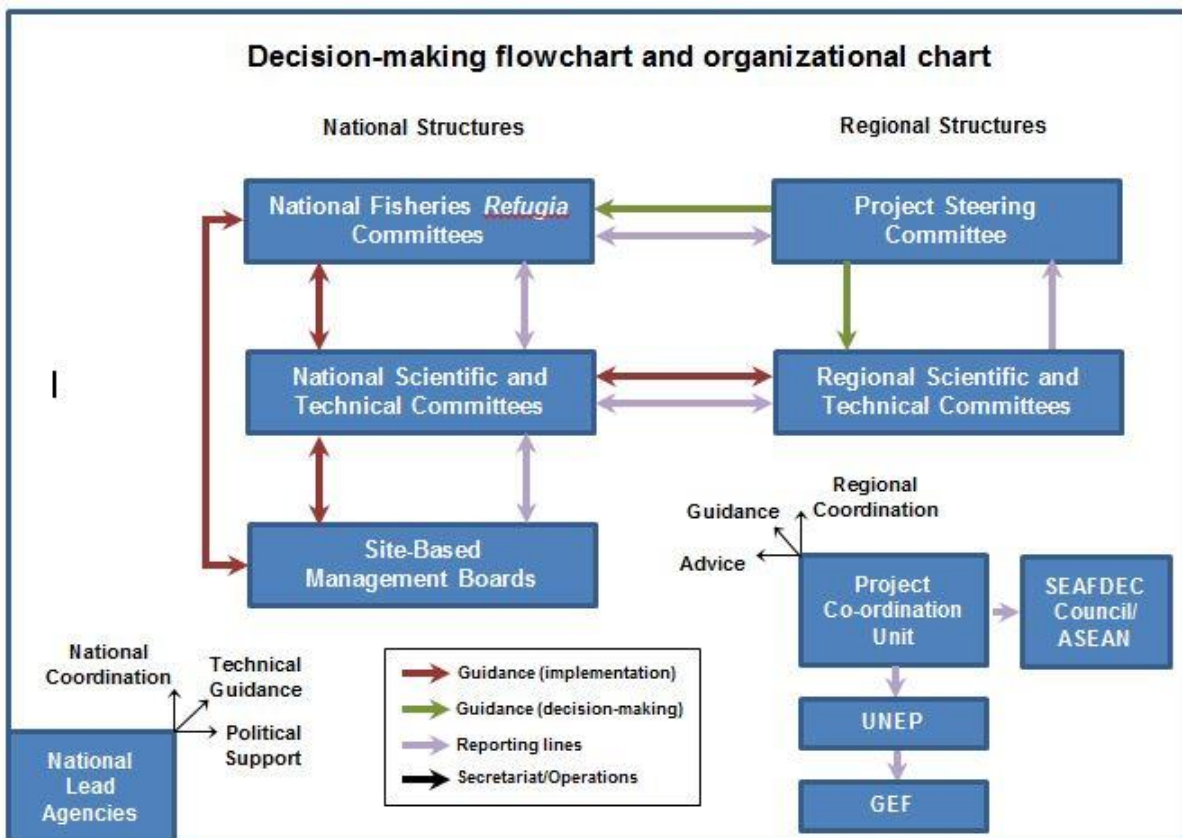 Decision-making flowchart and organizational chart
National Structures
Regional Structures
National Fisheries Refugia
Committees
Project Steering
Committee
National Scientific and
Technical Committees
Regional Scientific and
Technical Committees
Site-Based
Management Boards
Regional
Coordination
Guidance
Advice
Project
Co-ordination
Unit
SEAFDEC
Council/
ASEAN
UNEP
GEF
National
Coordination
Technical
Guidance
Political
Support
National
Lead
Agencies
Guidance (implementation)
Guidance (decision-making)
Reporting lines
Secretariat/Operations